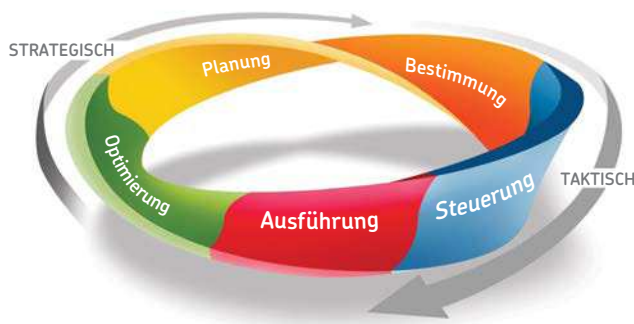 STRATEGISCH
Planung
Bestimmung
Optimierung
Ausführung
Steuerung
TAKTISCH